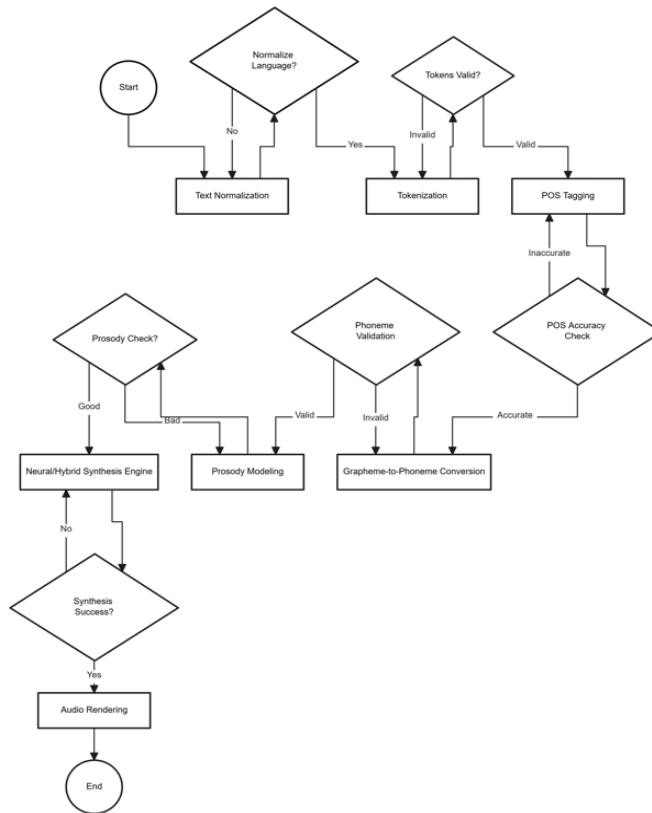 Normalize
Language?
Tokens Valid?
Start
No
Invalid
Yes
Valid
Text Normalization
Tokenization
POS Tagging
Inaccurate
Prosody Check?
Phoneme
Validation
POS Accuracy
Check
Good
Bad
Valid
Invalid
Accurate
Neural/Hybrid Synthesis Engine
Prosody Modeling
Grapheme-to-Phoneme Conversion
No
Synthesis
Success?
Yes
Audio Rendering
End